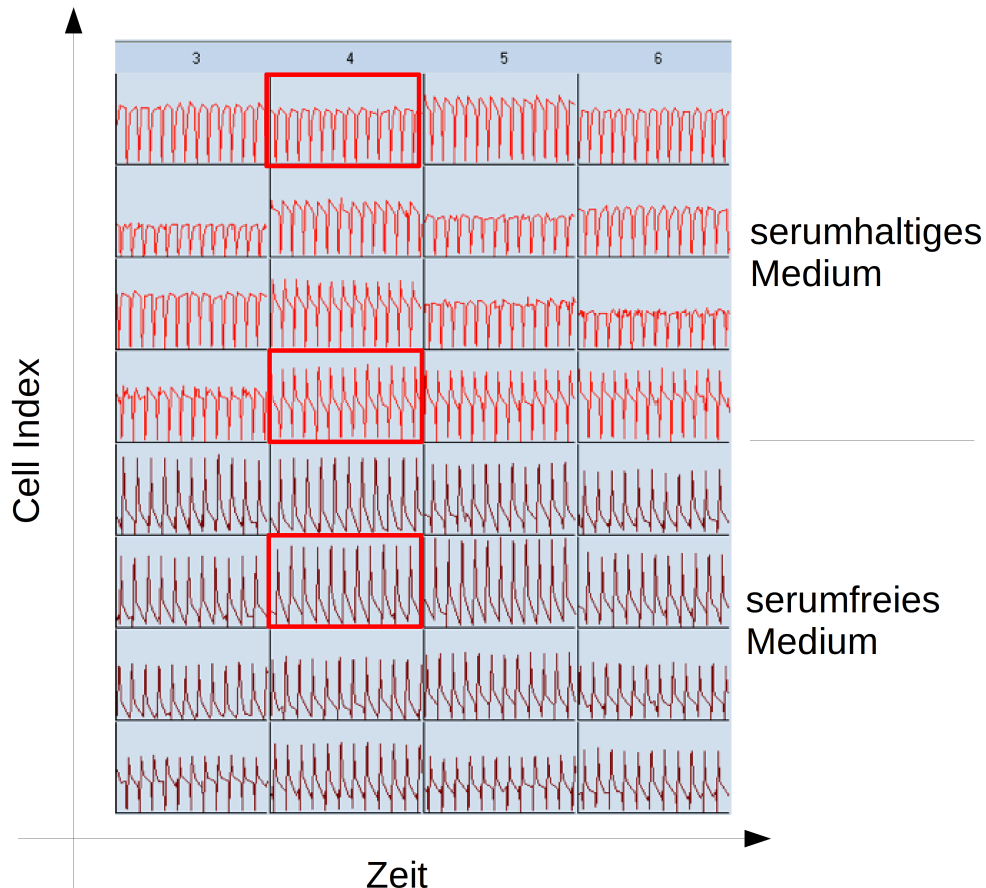 3 4 5 6
serumhaltiges
Medium
Cell Index
serumfreies
Medium
Zeit